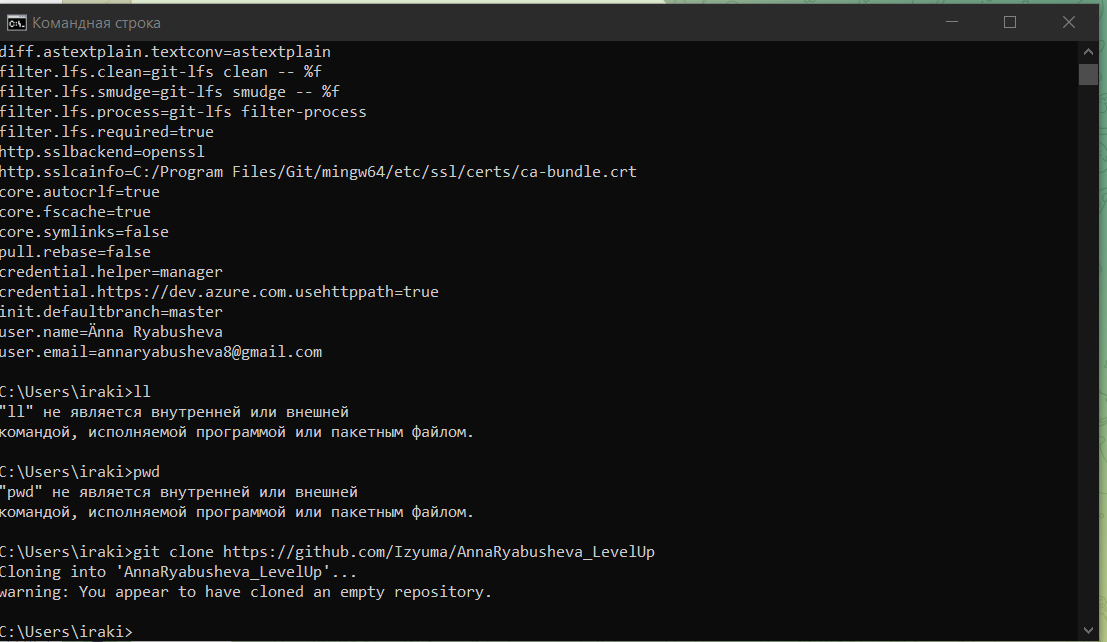 Командная строка
diff.astextplain.textconv=astextplain
filter.lfs.clean=git-lfs clean -- %f
filter.lfs.smudge=git-lfs smudge -- %f
filter.lfs.process=git-lfs filter-process
filter.lfs.required=true
http.sslbackend=openssl
http.sslcainfo=C:/Program Files/Git/mingw64/etc/ssl/certs/ca-bundle.crt
core.autocrlf=true
core.fscache=true
core.symlinks=false
pull.rebase=false
credential.helper=manager
credential.https://dev.azure.com.usehttppath=true
init.defaultbranch=master
user.name=Änna Ryabusheva
user.email=annaryabusheva8@gmail.com
C:\Users\iraki>ll
"ll" не является внутренней или внешней
командой, исполняемой программой или пакетным файлом.
C:\Users\iraki>pwd
"pwd" не является внутренней или внешней
командой, исполняемой программой или пакетным файлом.
C:\Users\iraki>git clone https://github.com/Izyuma/AnnaRyabusheva_LevelUp
Cloning into 'AnnaRyabusheva_LevelUp'...
warning: You appear to have cloned an empty repository.
C:\Users\iraki>